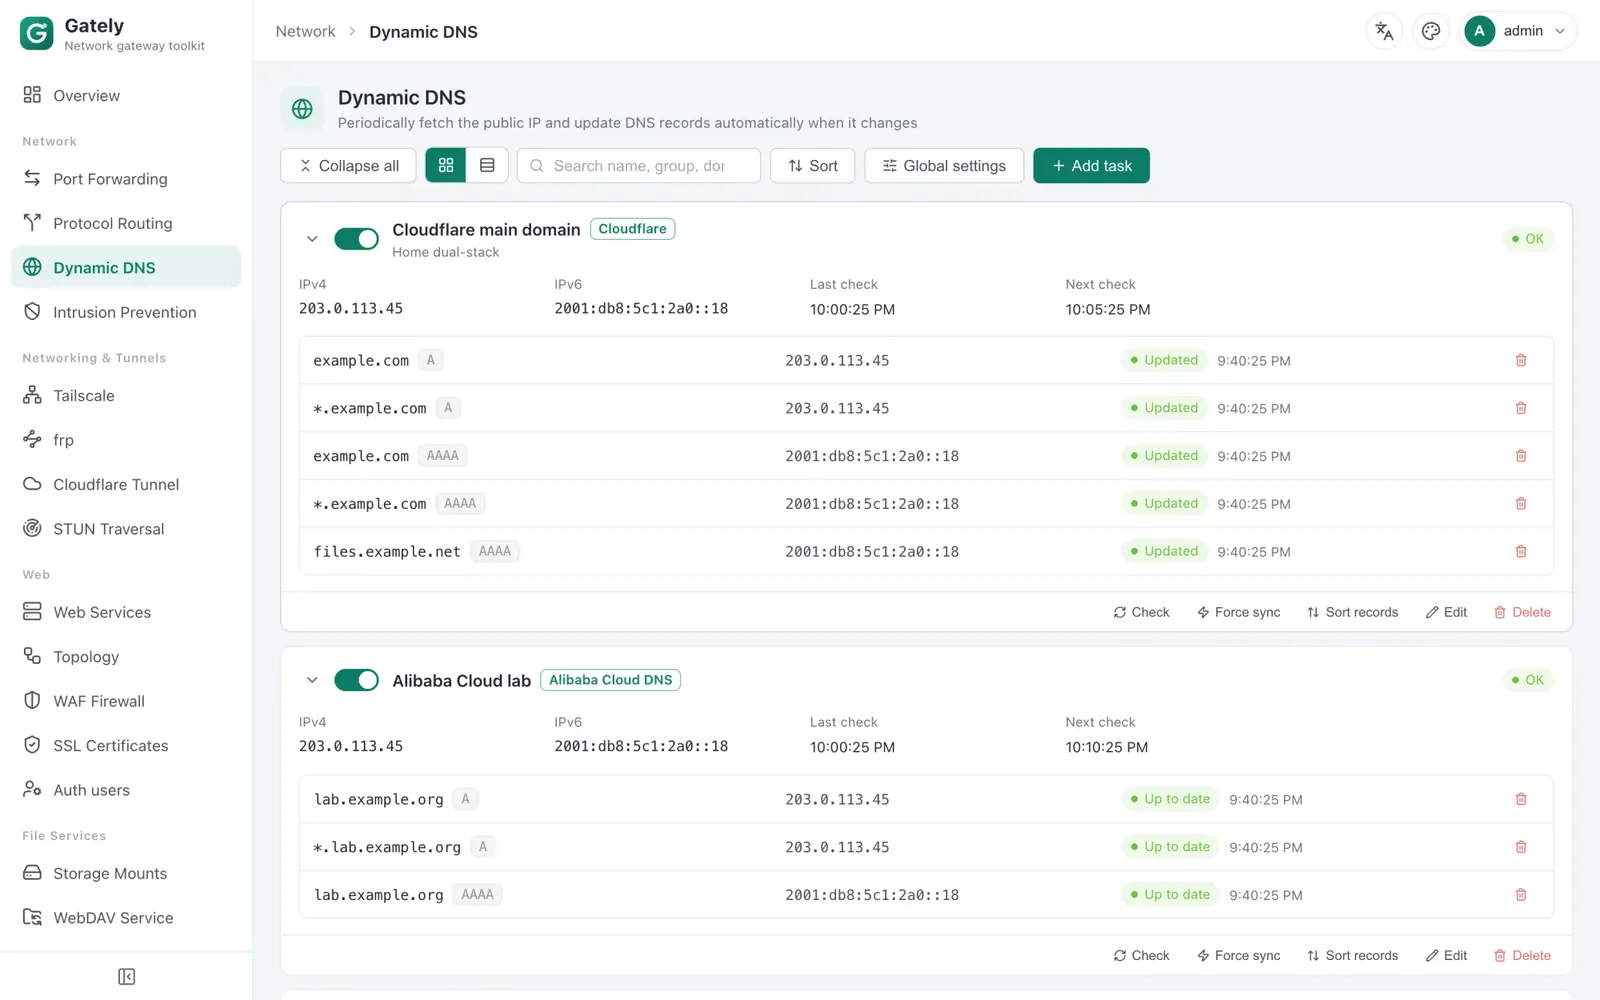 Gately
Network gateway toolkit
Overview
Network
Port Forwarding
Protocol Routing
Dynamic DNS
Intrusion Prevention
Networking & Tunnels
Tailscale
frp
Cloudflare Tunnel
STUN Traversal
Web
Web Services
Topology
WAF Firewall
SSL Certificates
Auth users
File Services
Storage Mounts
WebDAV Service
Network > Dynamic DNS
A admin
Dynamic DNS
Periodically fetch the public IP and update DNS records automatically when it changes
Collapse all Search name, group, dor Sort Global settings + Add task
Cloudflare main domain Cloudflare OK
Home dual-stack
IPv4 IPv6 Last check Next check
203.0.113.45 2001:db8:5c1:2a0::18 10:00:25 PM 10:05:25 PM
example.com A 203.0.113.45 Updated 9:40:25 PM
*.example.com A 203.0.113.45 Updated 9:40:25 PM
example.com AAAA 2001:db8:5c1:2a0::18 Updated 9:40:25 PM
*.example.com AAAA 2001:db8:5c1:2a0::18 Updated 9:40:25 PM
files.example.net AAAA 2001:db8:5c1:2a0::18 Updated 9:40:25 PM
Check Force sync Sort records Edit Delete
Alibaba Cloud lab Alibaba Cloud DNS OK
IPv4 IPv6 Last check Next check
203.0.113.45 2001:db8:5c1:2a0::18 10:00:25 PM 10:10:25 PM
lab.example.org A 203.0.113.45 Up to date 9:40:25 PM
*.lab.example.org A 203.0.113.45 Up to date 9:40:25 PM
lab.example.org AAAA 2001:db8:5c1:2a0::18 Up to date 9:40:25 PM
Check Force sync Sort records Edit Delete